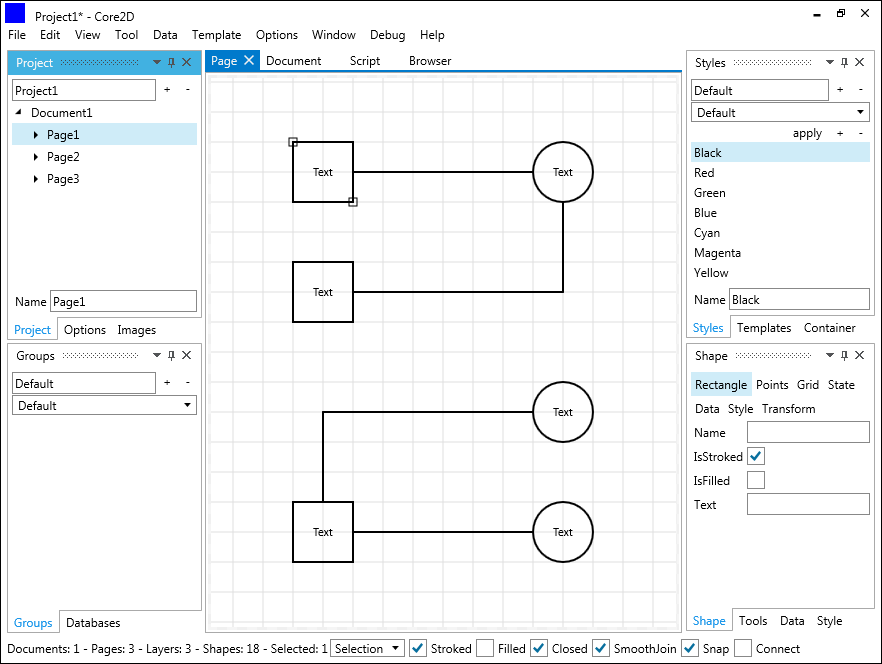 Project1* - Core2D
File Edit View Tool Data Template Options Window Debug Help
Project
Project1 + -
Document1
Page1
Page2
Page3
Name Page1
Project Options Images
Groups
Default + -
Default
Groups Databases
Page Document Script Browser
Text Text
Text
Text
Text Text
Styles
Default + -
Default
apply + -
Black
Red
Green
Blue
Cyan
Magenta
Yellow
Name Black
Styles Templates Container
Shape
Rectangle Points Grid State
Data Style Transform
Name
IsStroked
IsFilled
Text
Shape Tools Data Style
Documents: 1 - Pages: 3 - Layers: 3 - Shapes: 18 - Selected: 1 Selection Stroked Filled Closed SmoothJoin Snap Connect